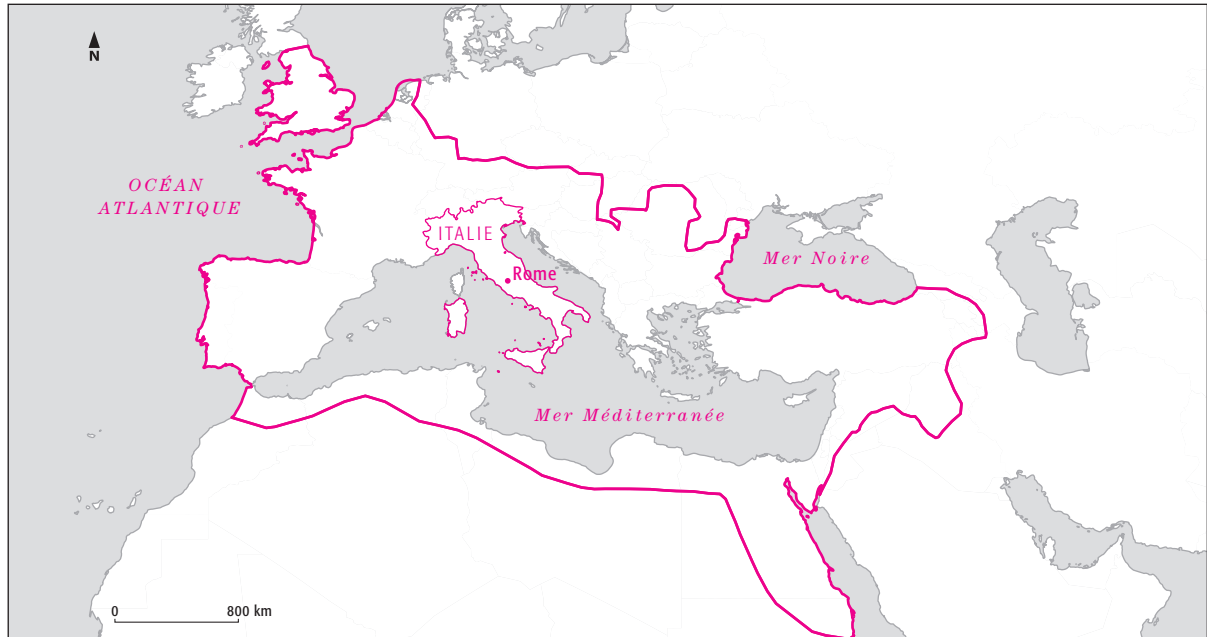 N
OCÉAN
ATLANTIQUE
ITALIE
Rome
Mer Noire
Mer Méditerranée
0 800 km